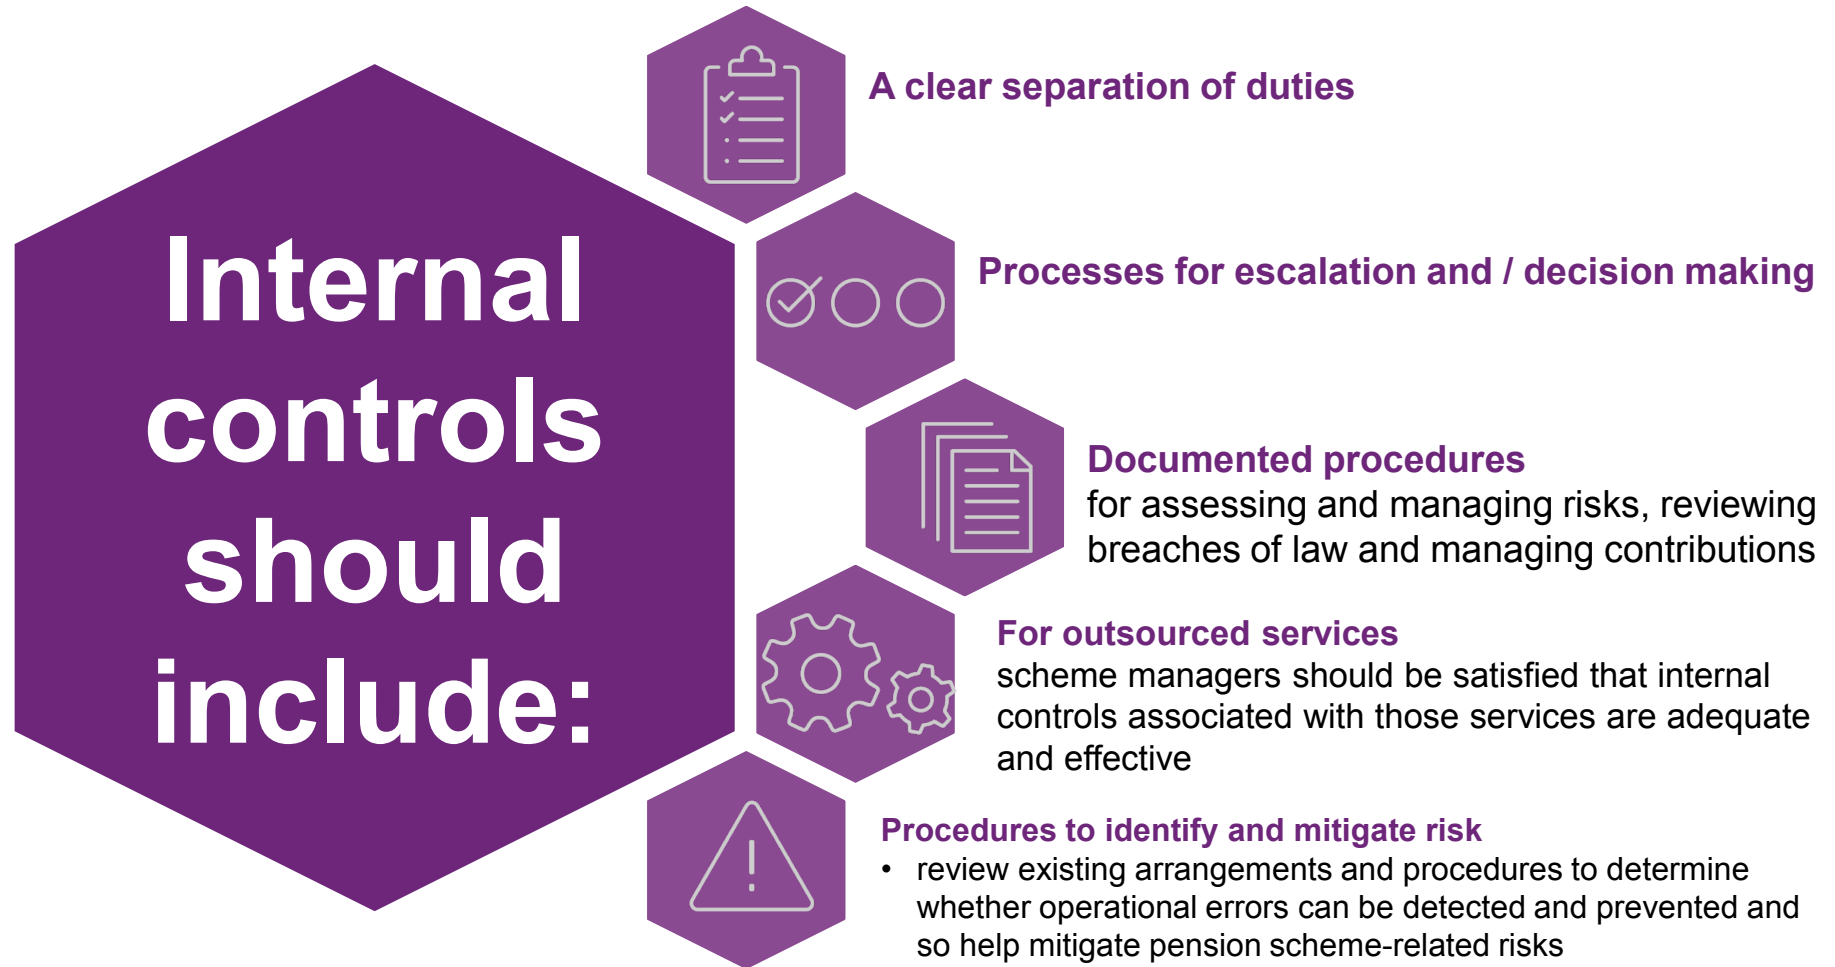 Internal
controls
should
include:
A clear separation of duties
Processes for escalation and / decision making
Documented procedures
for assessing and managing risks, reviewing
breaches of law and managing contributions
For outsourced services
scheme managers should be satisfied that internal
controls associated with those services are adequate
and effective
Procedures to identify and mitigate risk
• review existing arrangements and procedures to determine
whether operational errors can be detected and prevented and
so help mitigate pension scheme-related risks